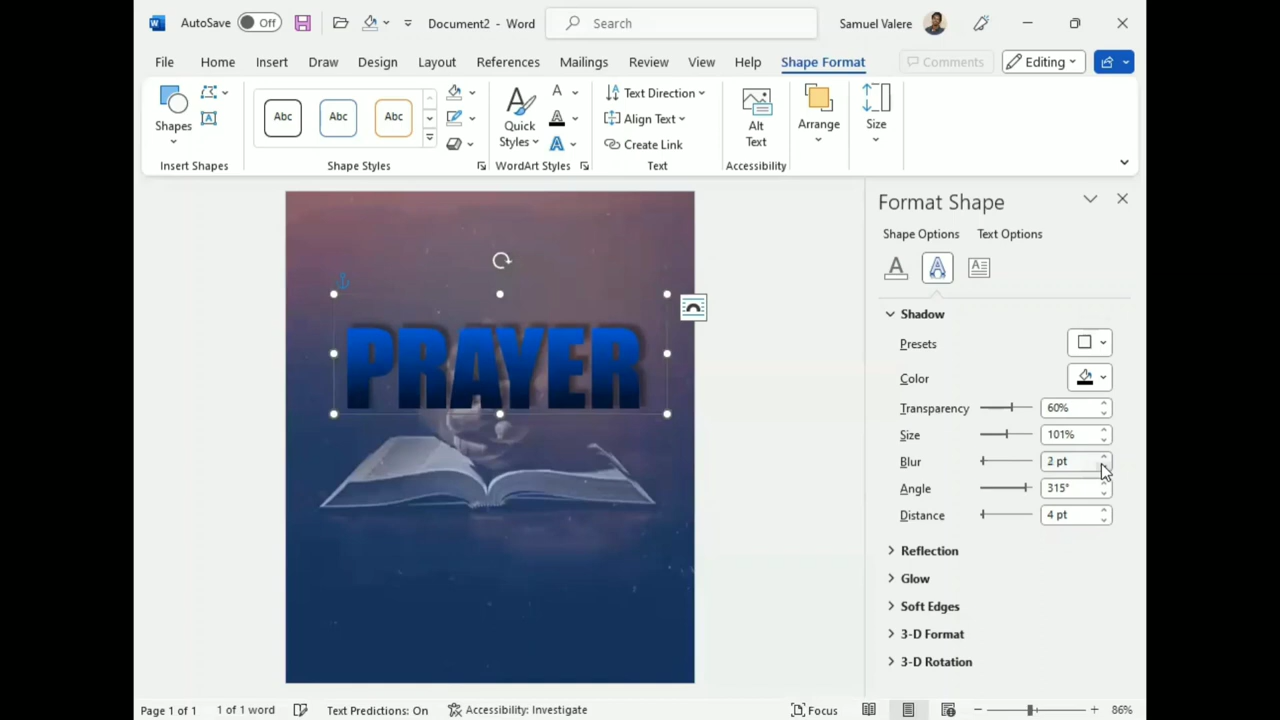 AutoSave Off Document2 - Word Search Samuel Valere
File Home Insert Draw Design Layout References Mailings Review View Help Shape Format Comments Editing
Shapes
Insert Shapes
Abc Abc Abc
Shape Styles
Quick
Styles
WordArt Styles
Text Direction
Align Text
Create Link
Text
Alt
Text
Accessibility
Arrange
Size
Format Shape
Shape Options Text Options
Shadow
Presets
Color
Transparency 60%
Size 101%
Blur 2 pt
Angle 315°
Distance 4 pt
Reflection
Glow
Soft Edges
3-D Format
3-D Rotation
PRAYER
Page 1 of 1 1 of 1 word Text Predictions: On Accessibility: Investigate Focus 86%